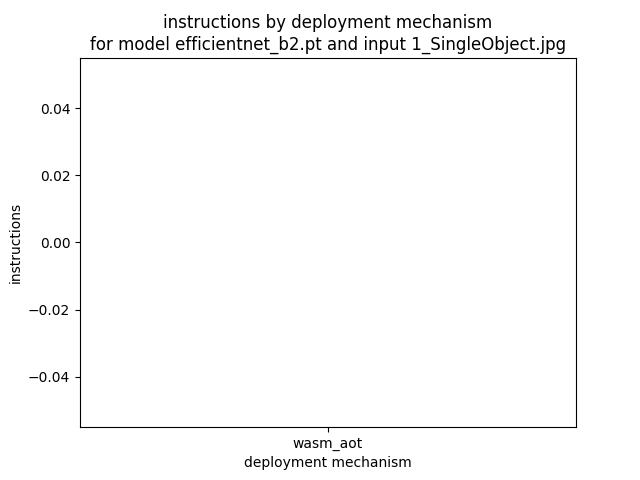 instructions by deployment mechanism
for model efficientnet_b2.pt and input 1_SingleObject.jpg
0.04
0.02
0.00
−0.02
−0.04
instructions
wasm_aot
deployment mechanism